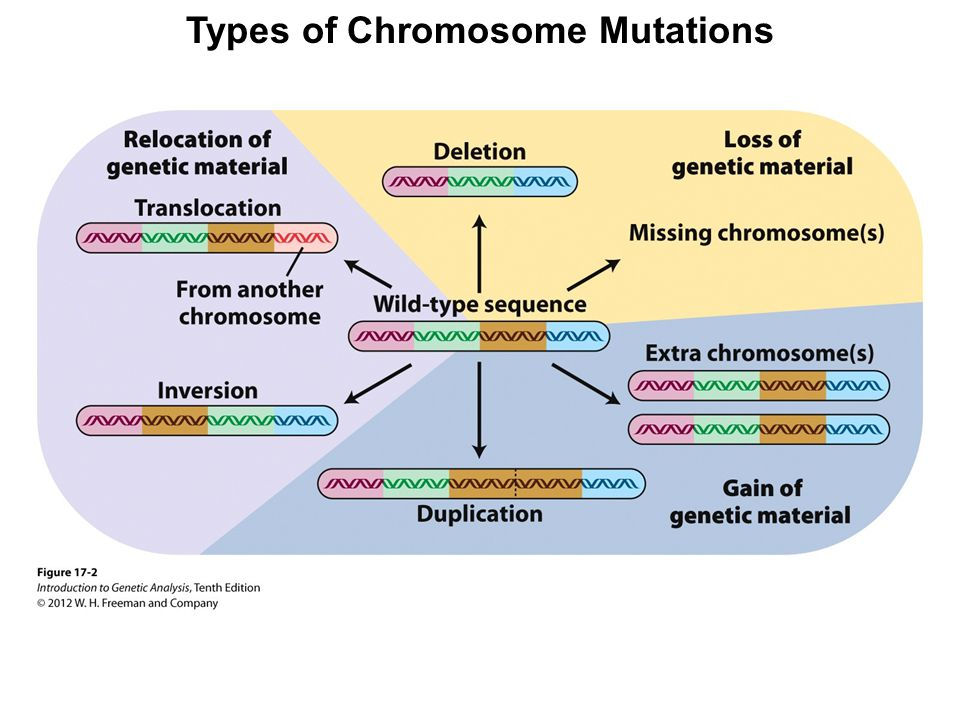 Types of Chromosome Mutations
Relocation of
genetic material
Translocation
From another
chromosome
Inversion
Deletion
Loss of
genetic material
Missing chromosome(s)
Wild-type sequence
Extra chromosome(s)
Duplication
Gain of
genetic material
Figure 17-2
Introduction to Genetic Analysis, Tenth Edition
© 2012 W. H. Freeman and Company